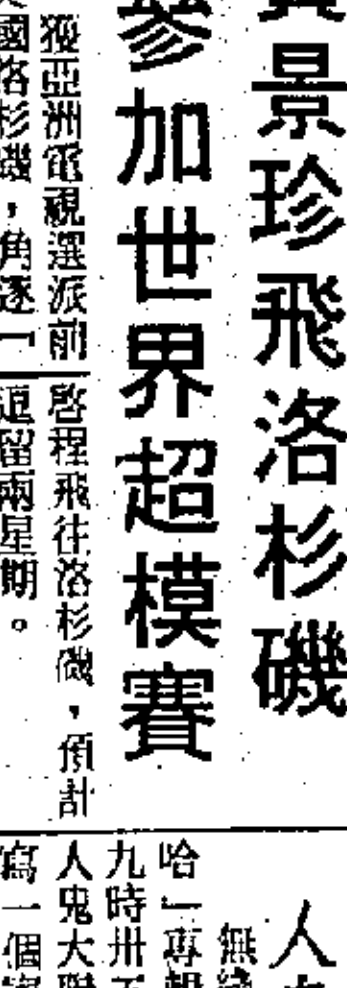 景珍飛洛杉磯
參加世界超模賽
獲亞洲電視選派前
國洛杉磯，角逐一
啓程飛往洛杉磯，預計
逗留兩星期。
人
無綫
哈」專輯
九時卅五
人鬼大聯
寫一個